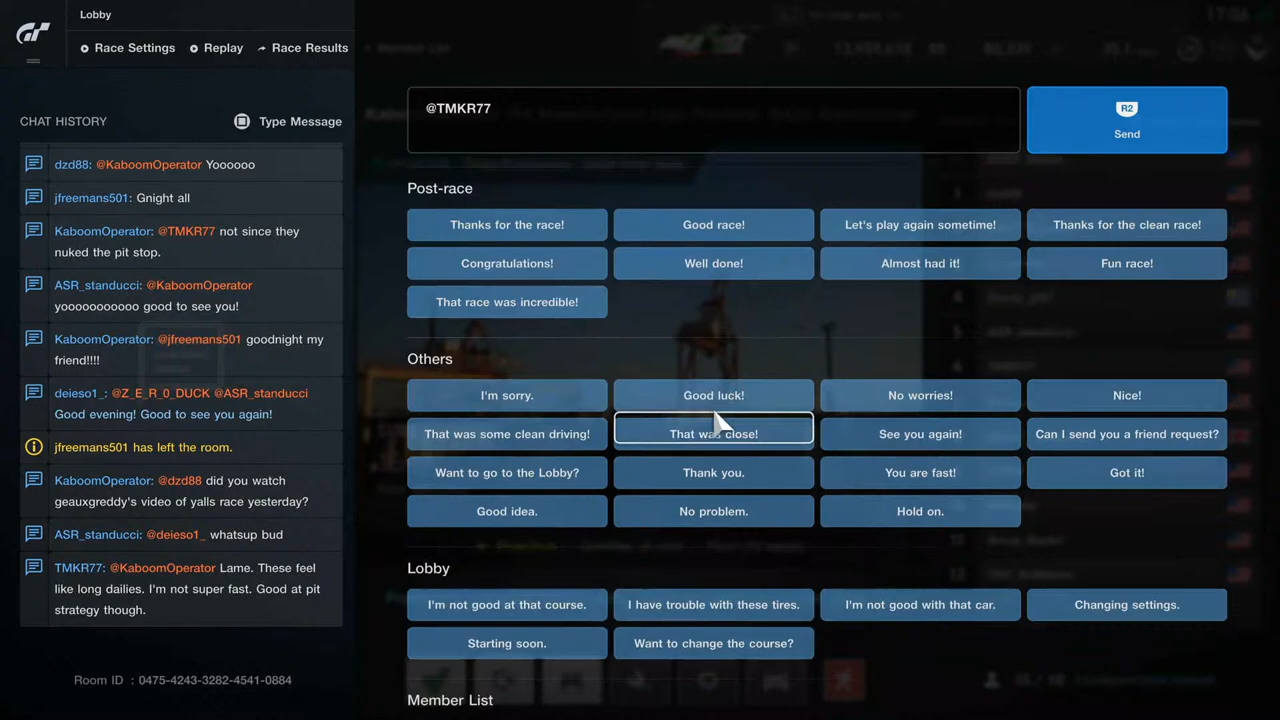 Lobby
Race Settings
Replay
Race Results
CHAT HISTORY
Type Message
dzd88: @KaboomOperator Yooooo
jfreemans501: Gnight all
KaboomOperator: @TMKR77 not since they
nuked the pit stop.
ASR_standucci: @KaboomOperator
yoooooooooo good to see you!
KaboomOperator: @jfreemans501 goodnight my
friend!!!!
deieso1_: @Z_E_R_0_DUCK @ASR_standucci
Good evening! Good to see you again!
jfreemans501 has left the room.
KaboomOperator: @dzd88 did you watch
geauxgreddy's video of yalls race yesterday?
ASR_standucci: @deieso1_ whatsup bud
TMKR77: @KaboomOperator Lame. These feel
like long dailies. I'm not super fast. Good at pit
strategy though.
Room ID : 0475-4243-3282-4541-0884
@TMKR77
R2
Send
Post-race
Thanks for the race!
Good race!
Let's play again sometime!
Thanks for the clean race!
Congratulations!
Well done!
Almost had it!
Fun race!
That race was incredible!
Others
I'm sorry.
Good luck!
No worries!
Nice!
That was some clean driving!
That was close!
See you again!
Can I send you a friend request?
Want to go to the Lobby?
Thank you.
You are fast!
Got it!
Good idea.
No problem.
Hold on.
Lobby
I'm not good at that course.
I have trouble with these tires.
I'm not good with that car.
Changing settings.
Starting soon.
Want to change the course?
Member List
17:06